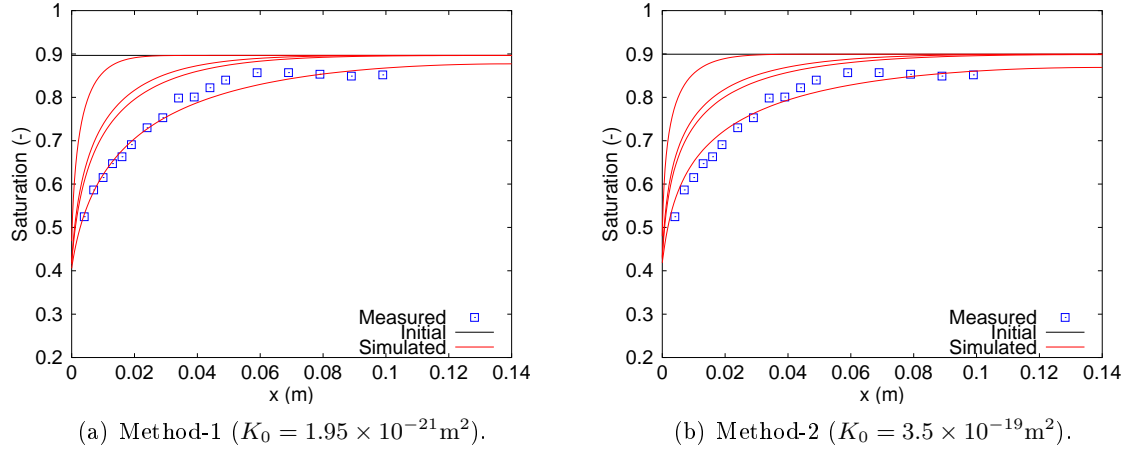 1
0.9
0.8
0.7
0.6
0.5
0.4
0.3
0.2
Saturation (-)
0 0.02 0.04 0.06 0.08 0.1 0.12 0.14
x (m)
Measured
Initial
Simulated
(a) Method-1 (K₀ = 1.95 × 10⁻²¹m²).
1
0.9
0.8
0.7
0.6
0.5
0.4
0.3
0.2
Saturation (-)
0 0.02 0.04 0.06 0.08 0.1 0.12 0.14
x (m)
Measured
Initial
Simulated
(b) Method-2 (K₀ = 3.5 × 10⁻¹⁹m²).